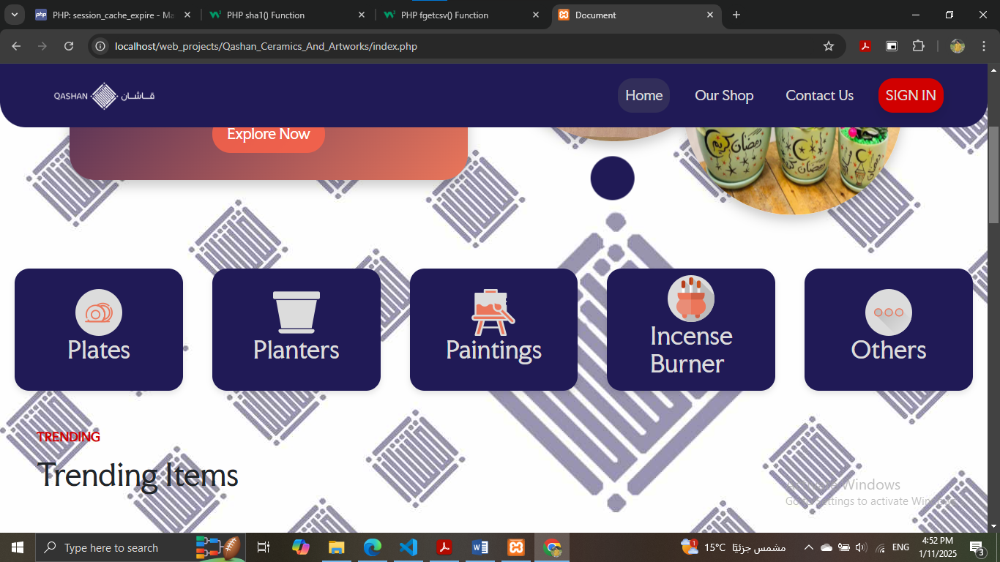 PHP: session_cache_expire - Ma
PHP sha1() Function
PHP fgetcsv() Function
Document
localhost/web_projects/Qashan_Ceramics_And_Artworks/index.php
QASHAN قاشان
Home
Our Shop
Contact Us
SIGN IN
Explore Now
رمضان كريم
رمضان
Plates
Planters
Paintings
Incense
Burner
Others
TRENDING
Trending Items
Activate Windows
Go to Settings to activate Windows.
Type here to search
15°C مشمس جزئيًا
ENG
4:52 PM
1/11/2025
3